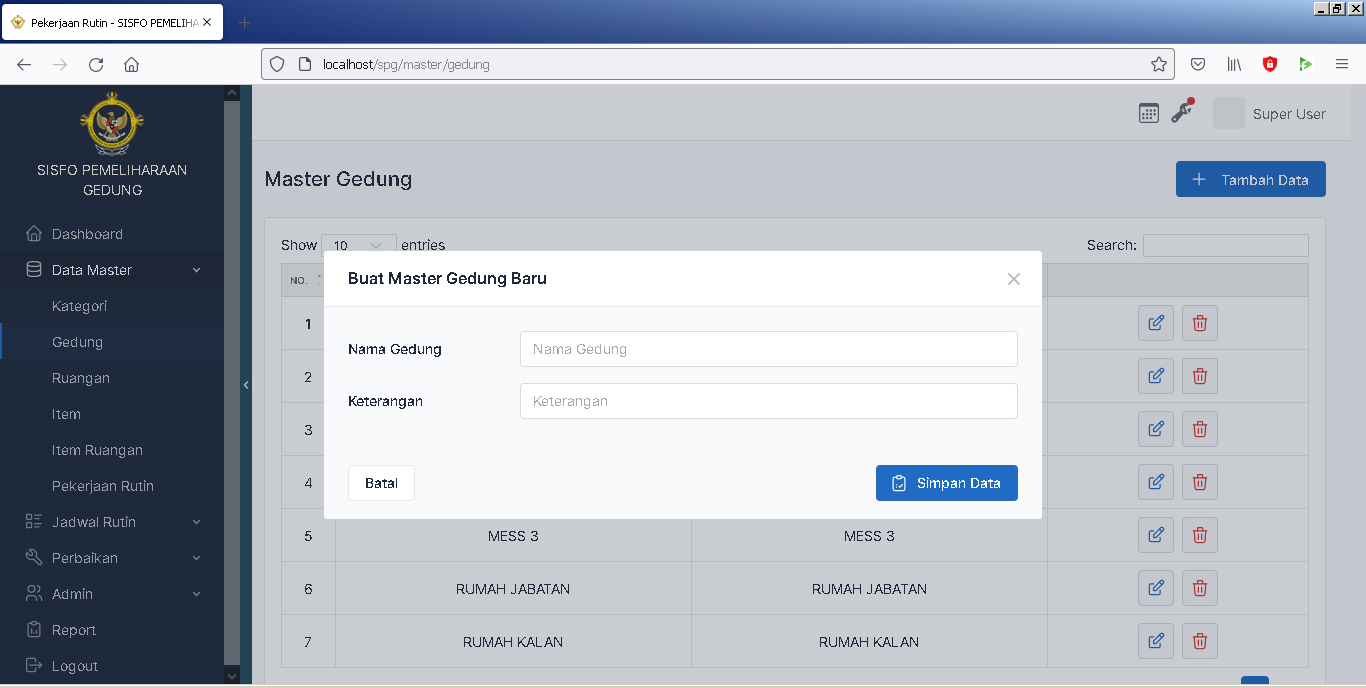 Pekerjaan Rutin - SISFO PEMELIHA
localhost/spg/master/gedung
SISFO PEMELIHARAAN
GEDUNG
Dashboard
Data Master
Kategori
Gedung
Ruangan
Item
Item Ruangan
Pekerjaan Rutin
Jadwal Rutin
Perbaikan
Admin
Report
Logout
Super User
Master Gedung
Tambah Data
Show 10 entries
Search:
NO.
Buat Master Gedung Baru
Nama Gedung
Nama Gedung
Keterangan
Keterangan
Batal
Simpan Data
1
2
3
4
5 MESS 3 MESS 3
6 RUMAH JABATAN RUMAH JABATAN
7 RUMAH KALAN RUMAH KALAN